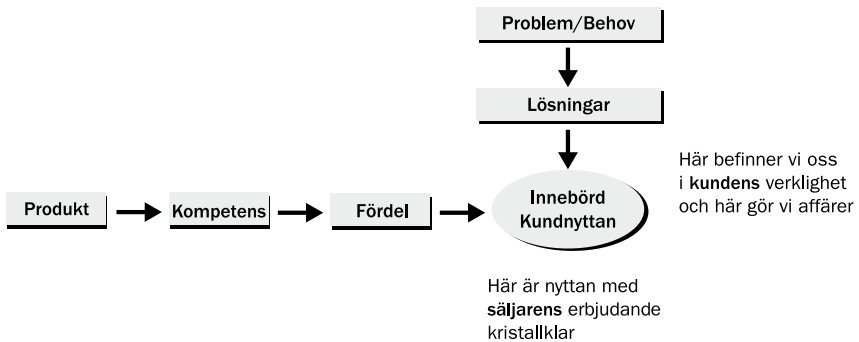 Problem/Behov
Lösningar
Här befinner vi oss
i kundens verklighet
och här gör vi affärer
Produkt
Kompetens
Fördel
Innebörd
Kundnyttan
Här är nyttan med
säljarens erbjudande
kristallklar